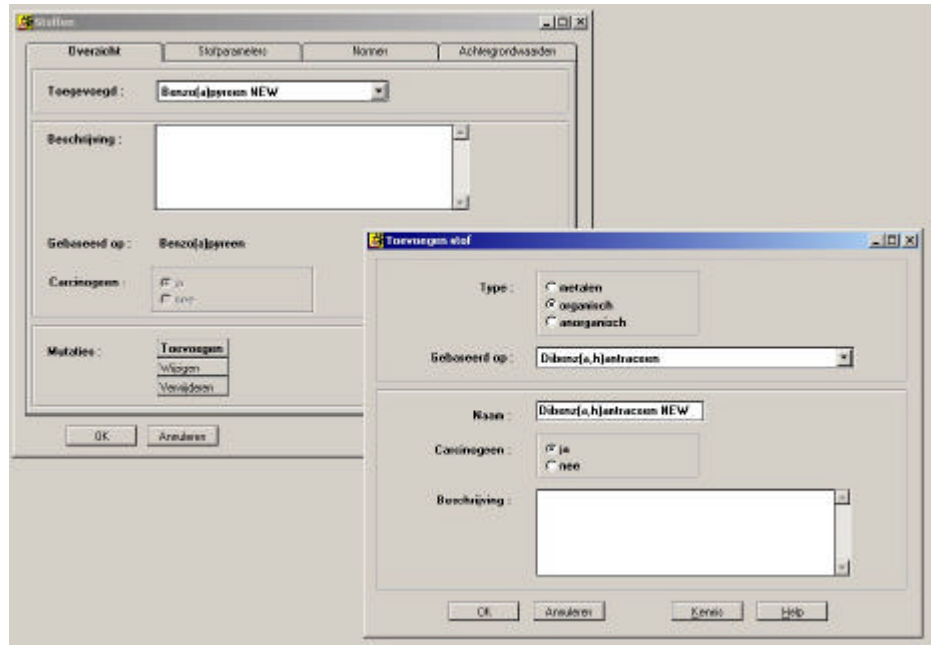 Stoffen
Overzicht Stofparameters Normen Achtergrondwaarden
Toegevoegd : Benzo(a)pyreen NEW
Beschrijving :
Gebaseerd op : Benzo(a)pyreen
Carcinogeen : ja
nee
Mutaties : Toevoegen
Wijzigen
Verwijderen
OK Annuleren
Toevoegen stof
Type : metalen
organisch
anorganisch
Gebaseerd op : Dibenz(a,h)antraceen
Naam : Dibenz(a,h)antraceen NEW
Carcinogeen : ja
nee
Beschrijving :
OK Annuleren Kennis Help